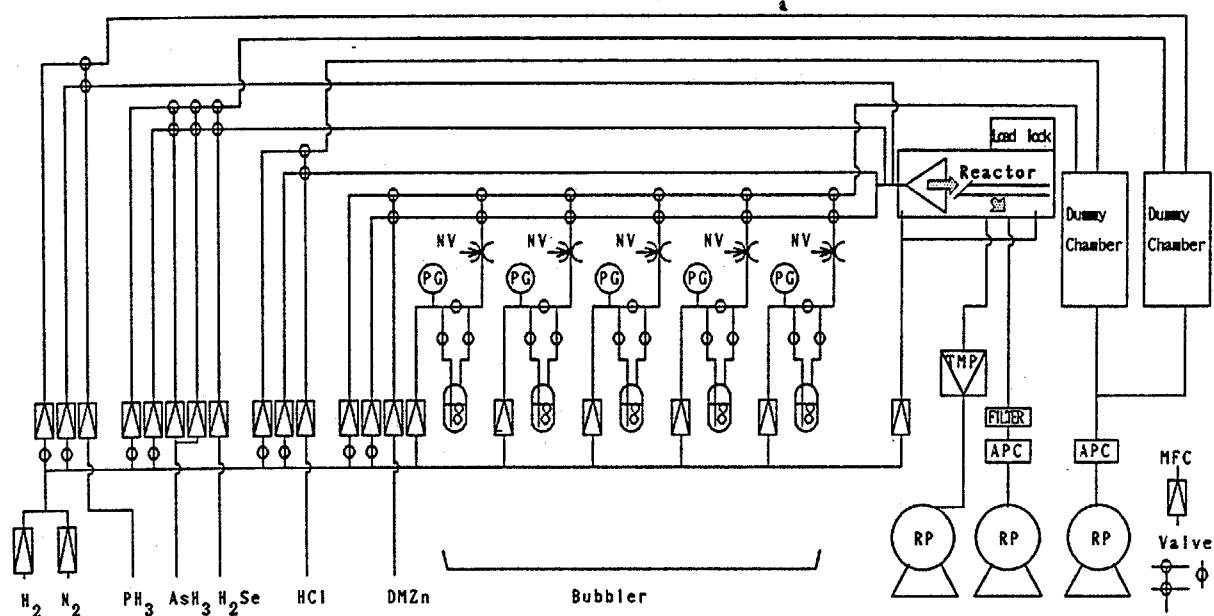 a
Load lock
Reactor
Dummy
Chamber
Dummy
Chamber
NV
NV
NV
NV
NV
PG
PG
PG
PG
PG
TMP
FILTER
APC
APC
MFC
RP
RP
RP
Valve
H2
N2
PH3
AsH3
H2Se
HCl
DMZn
Bubbler